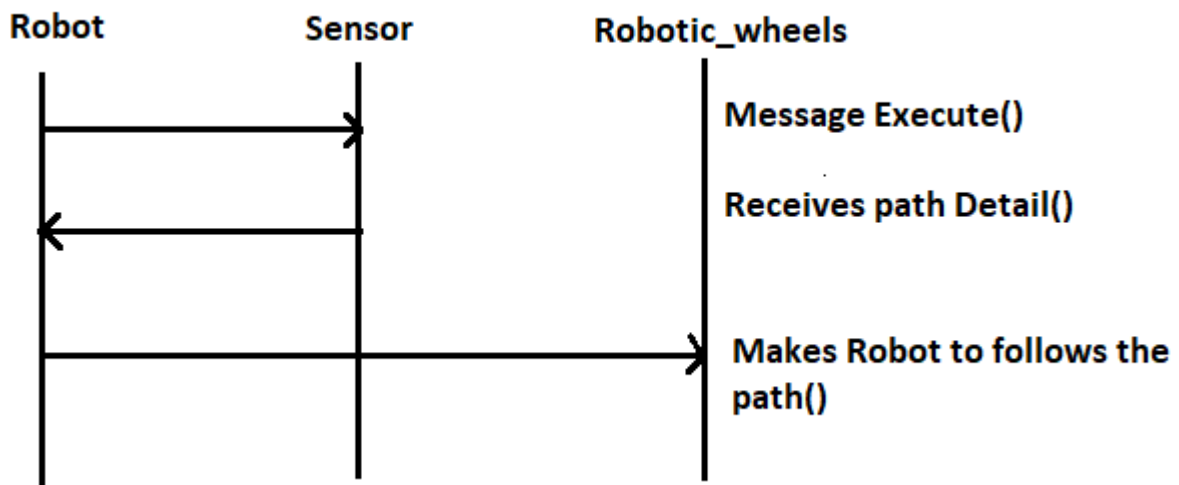 Robot
Sensor
Robotic_wheels
Message Execute()
Receives path Detail()
Makes Robot to follows the
path()